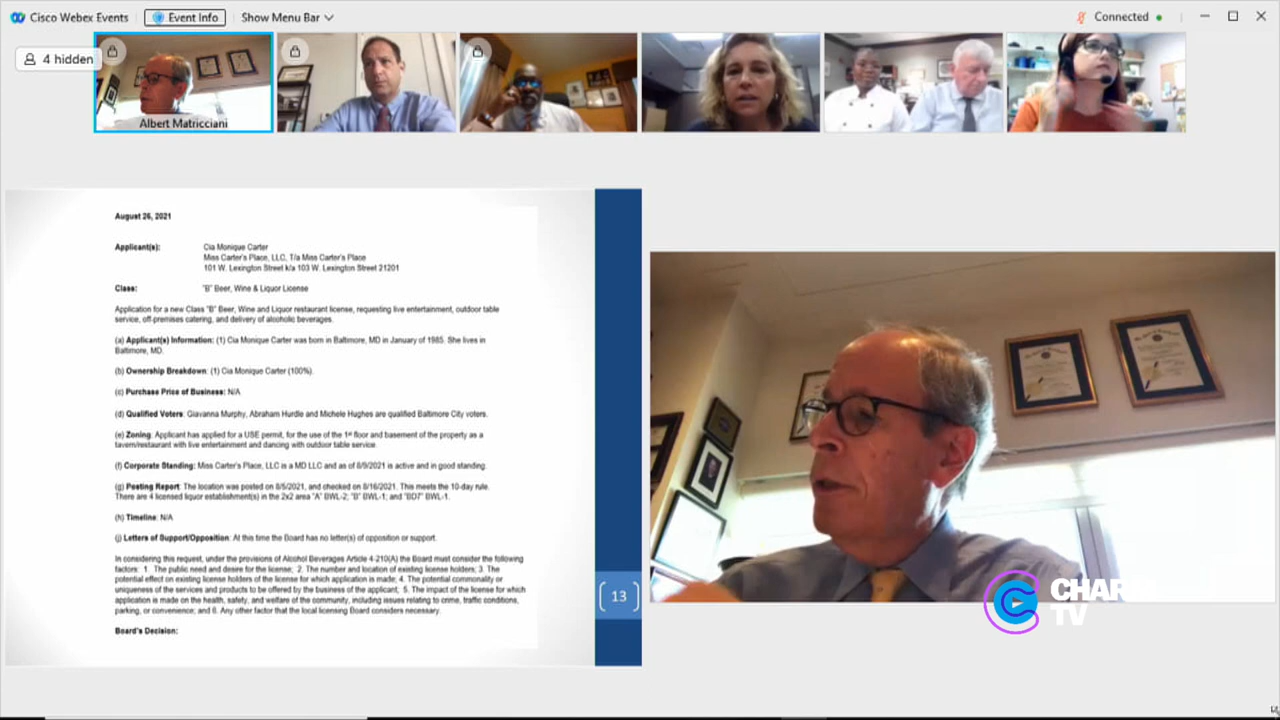 Cisco Webex Events
Event Info
Show Menu Bar
Connected
4 hidden
Albert Matricciani
August 26, 2021
Applicant(s): Cia Monique Carter
Miss Carter's Place, LLC, T/a Miss Carter's Place
101 W. Lexington Street k/a 103 W. Lexington Street 21201
Class: "B" Beer, Wine & Liquor License
Application for a new Class "B" Beer, Wine and Liquor restaurant license, requesting live entertainment, outdoor table
service, off-premises catering, and delivery of alcoholic beverages.
(a) Applicant(s) Information: (1) Cia Monique Carter was born in Baltimore, MD in January of 1985. She lives in
Baltimore, MD.
(b) Ownership Breakdown: (1) Cia Monique Carter (100%).
(c) Purchase Price of Business: N/A
(d) Qualified Voters: Giavanna Murphy, Abraham Hurdle and Michele Hughes are qualified Baltimore City voters.
(e) Zoning: Applicant has applied for a USE permit, for the use of the 1st floor and basement of the property as a
tavern/restaurant with live entertainment and dancing with outdoor table service.
(f) Corporate Standing: Miss Carter's Place, LLC is a MD LLC and as of 8/9/2021 is active and in good standing.
(g) Posting Report: The location was posted on 8/5/2021, and checked on 8/16/2021. This meets the 10-day rule.
There are 4 licensed liquor establishment(s) in the 2x2 area "A" BWL-2; "B" BWL-1; and "BD7" BWL-1.
(h) Timeline: N/A
(j) Letters of Support/Opposition: At this time the Board has no letter(s) of opposition or support.
In considering this request, under the provisions of Alcohol Beverages Article 4-210(A) the Board must consider the following
factors: 1. The public need and desire for the license; 2. The number and location of existing license holders; 3. The
potential effect on existing license holders of the license for which application is made; 4. The potential commonality or
uniqueness of the services and products to be offered by the business of the applicant; 5. The impact of the license for which
application is made on the health, safety, and welfare of the community, including issues relating to crime, traffic conditions,
parking, or convenience; and 6. Any other factor that the local licensing Board considers necessary.
Board's Decision:
13
CHAR
TV